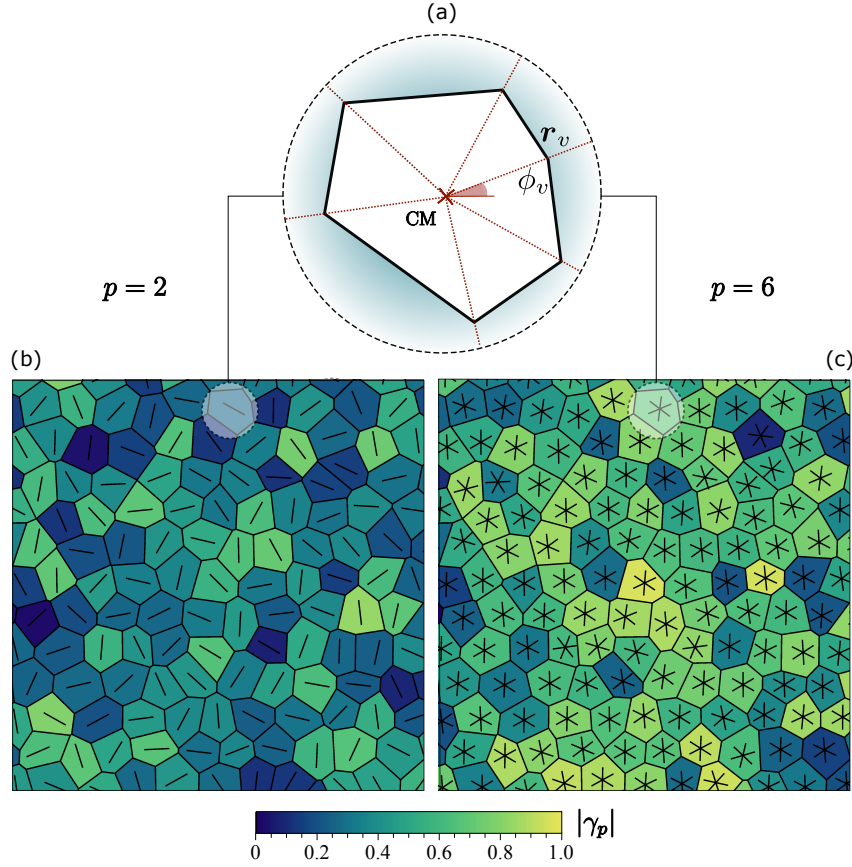 (a)
r_v
ϕ_v
CM
p = 2
p = 6
(b)
(c)
|γ_p|
0 0.2 0.4 0.6 0.8 1.0